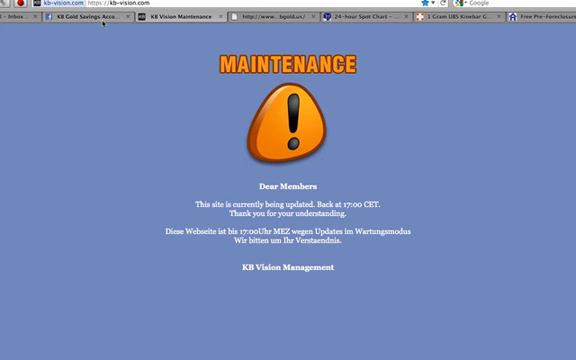 kb-vision.com https://kb-vision.com
Google
Inbox... KB Gold Savings Acco... KB Vision Maintenance http://www...bgold.us/ 24-hour Spot Chart - ... 1 Gram UBS Kinebar G... Free Pre-Foreclosure
MAINTENANCE
Dear Members
This site is currently being updated. Back at 17:00 CET.
Thank you for your understanding.
Diese Webseite ist bis 17:00Uhr MEZ wegen Updates im Wartungsmodus
Wir bitten um Ihr Verstaendnis.
KB Vision Management